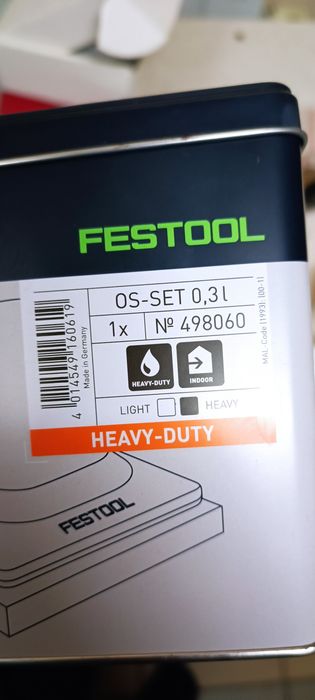 FESTOOL
OS-SET 0,3l
1x № 498060
4 014549 160619
Made in Germany
MAL-Code (1993): (00-1)
HEAVY-DUTY
INDOOR
LIGHT HEAVY
HEAVY-DUTY
FESTOOL